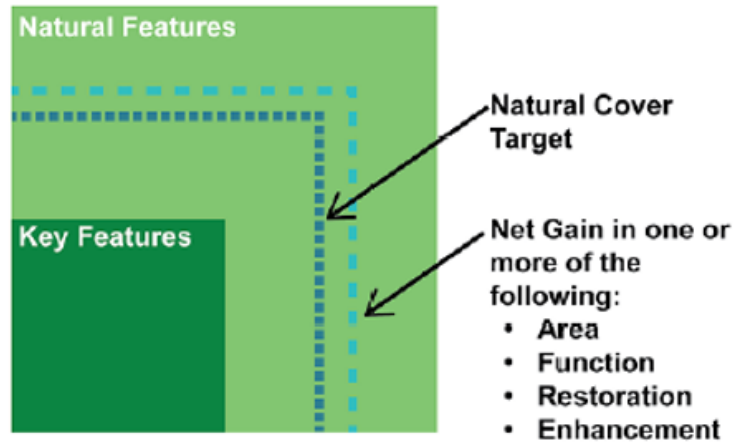 Natural Features
Natural Cover
Target
Key Features
Net Gain in one or
more of the
following:
• Area
• Function
• Restoration
• Enhancement